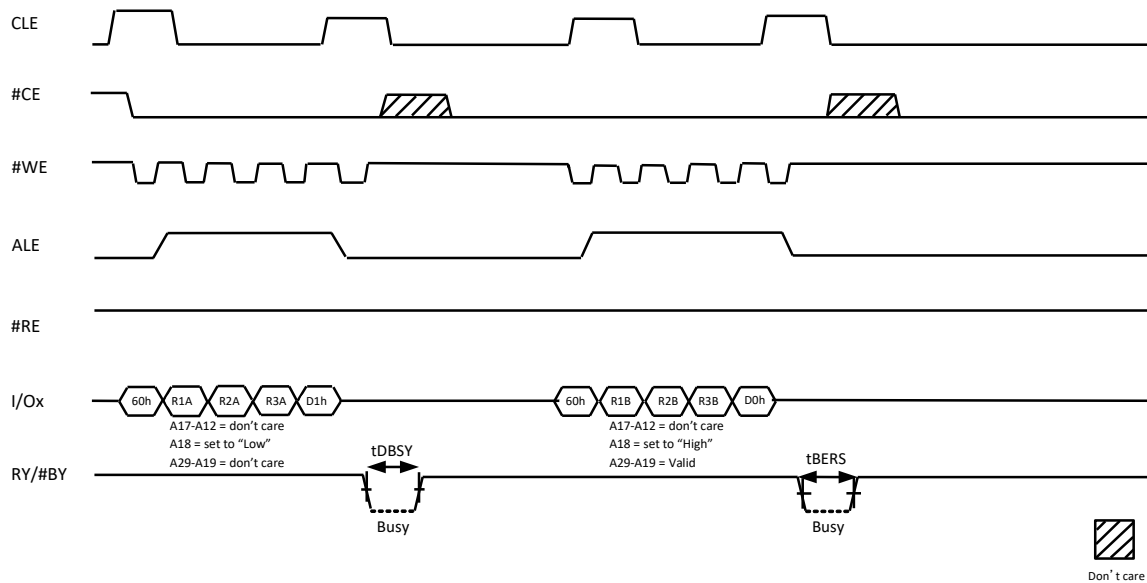 CLE
#CE
#WE
ALE
#RE
I/Ox
60h R1A R2A R3A D1h
60h R1B R2B R3B D0h
A17-A12 = don't care
A18 = set to “Low”
A29-A19 = don't care
A17-A12 = don't care
A18 = set to “High”
A29-A19 = Valid
RY/#BY
tDBSY
Busy
tBERS
Busy
Don’t care